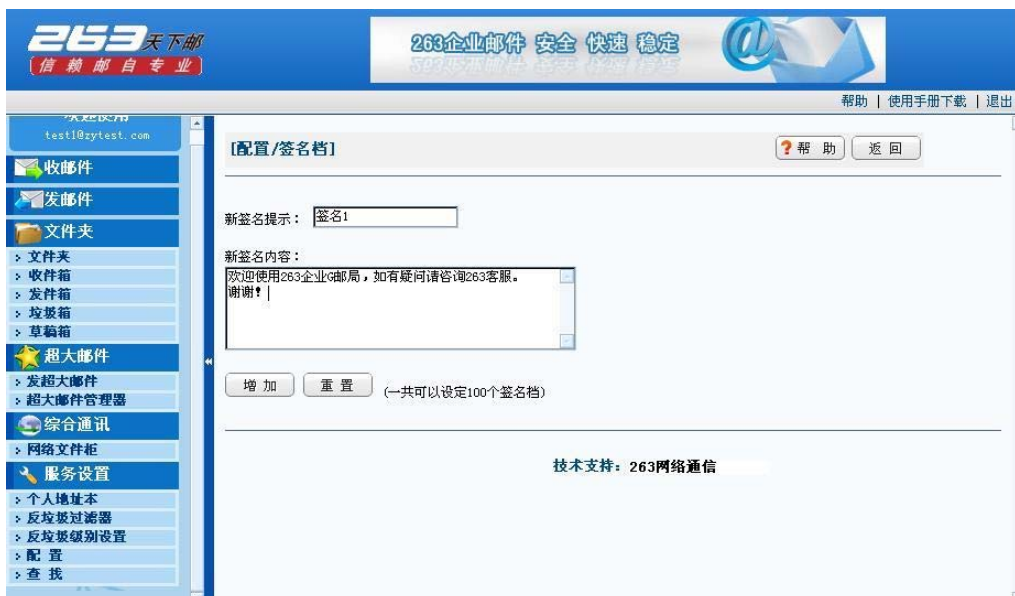 263天下邮
[信赖邮自专业]
263企业邮件 安全 快速 稳定
帮助 | 使用手册下载 | 退出
欢迎使用
test1@zytest.com
收邮件
发邮件
文件夹
文件夹
收件箱
发件箱
垃圾箱
草稿箱
超大邮件
发超大邮件
超大邮件管理器
综合通讯
网络文件柜
服务设置
个人地址本
反垃圾过滤器
反垃圾级别设置
配 置
查 找
[配置/签名档]
?帮 助
返 回
新签名提示：
签名1
新签名内容：
欢迎使用263企业G邮局，如有疑问请咨询263客服。
谢谢！
增 加
重 置
(一共可以设定100个签名档)
技术支持：263网络通信